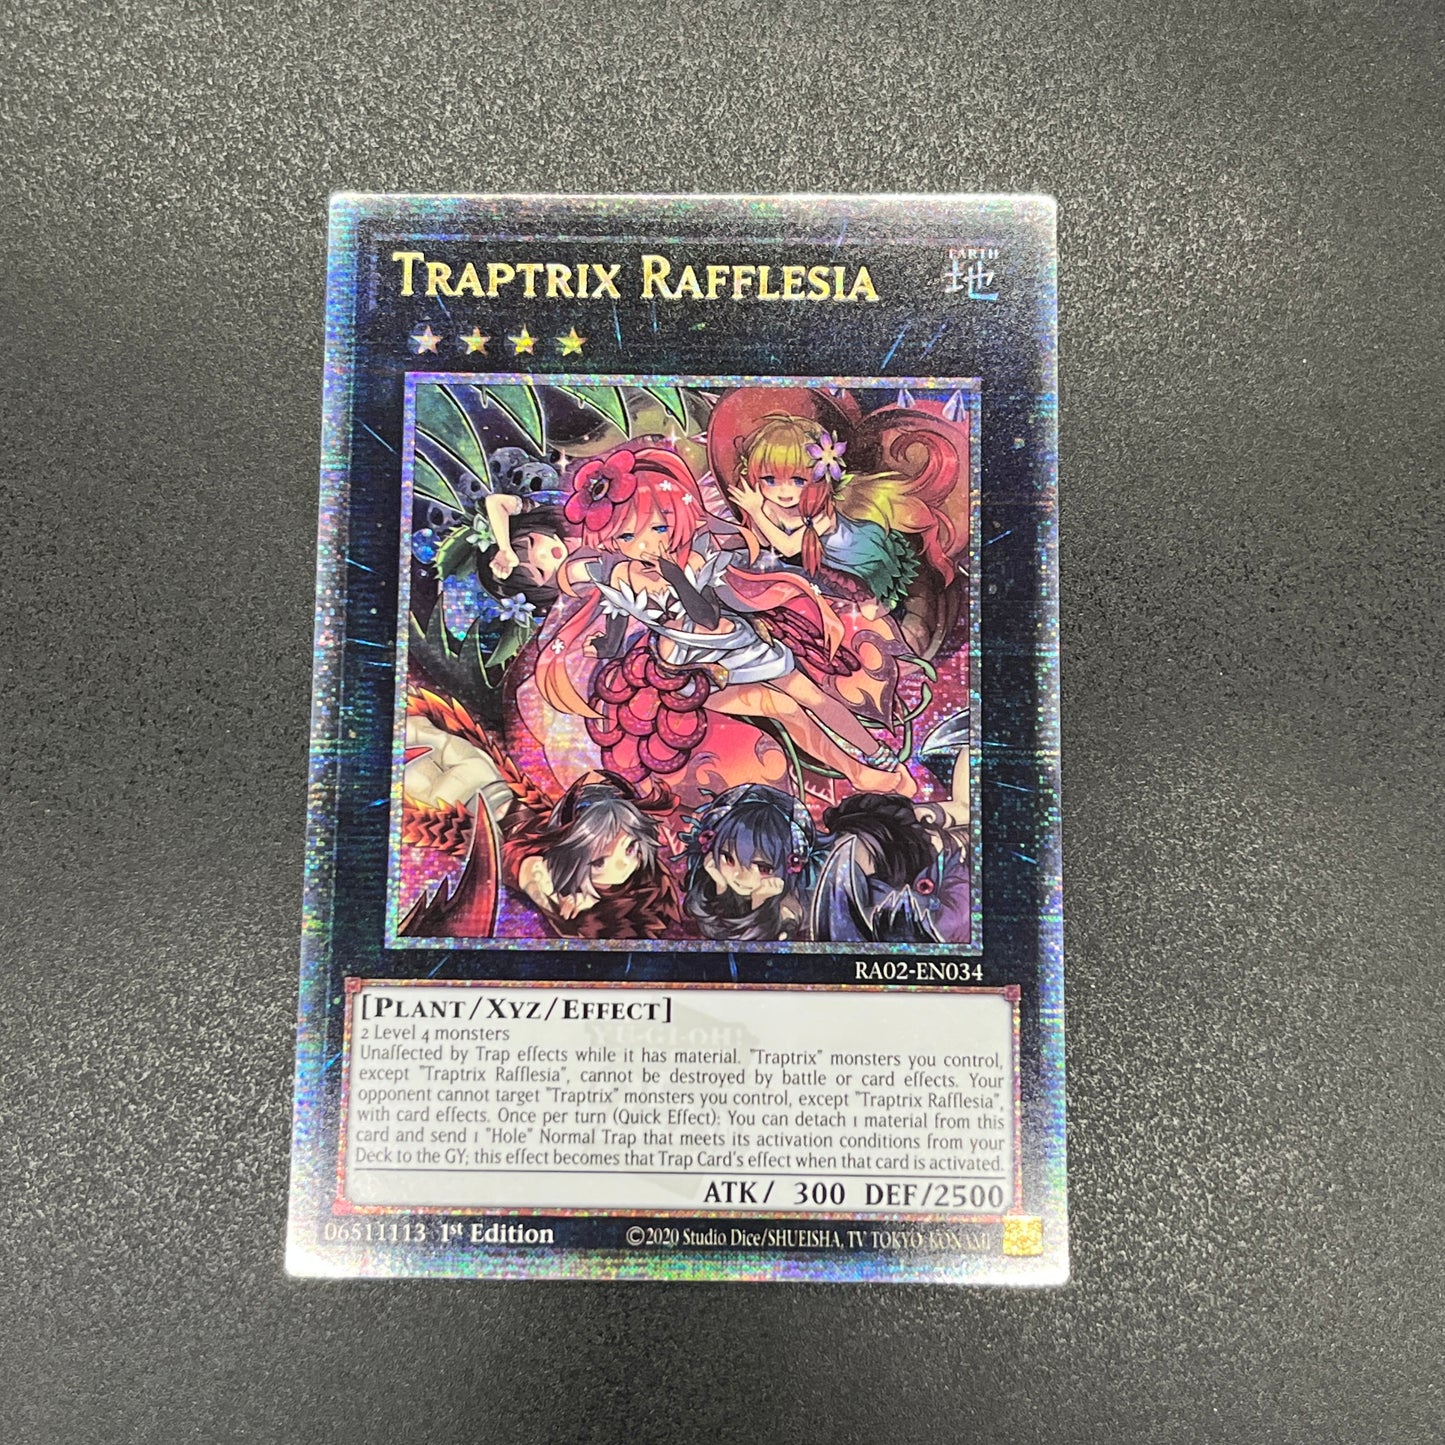 TRAPTRIX RAFFLESIA
EARTH
地
RA02-EN034
[PLANT/XYZ/EFFECT]
2 Level 4 monsters
Unaffected by Trap effects while it has material. "Traptrix" monsters you control,
except "Traptrix Rafflesia", cannot be destroyed by battle or card effects. Your
opponent cannot target "Traptrix" monsters you control, except "Traptrix Rafflesia",
with card effects. Once per turn (Quick Effect): You can detach 1 material from this
card and send 1 "Hole" Normal Trap that meets its activation conditions from your
Deck to the GY; this effect becomes that Trap Card's effect when that card is activated.
ATK/ 300 DEF/2500
06511113 1st Edition ©2020 Studio Dice/SHUEISHA, TV TOKYO, KONAMI